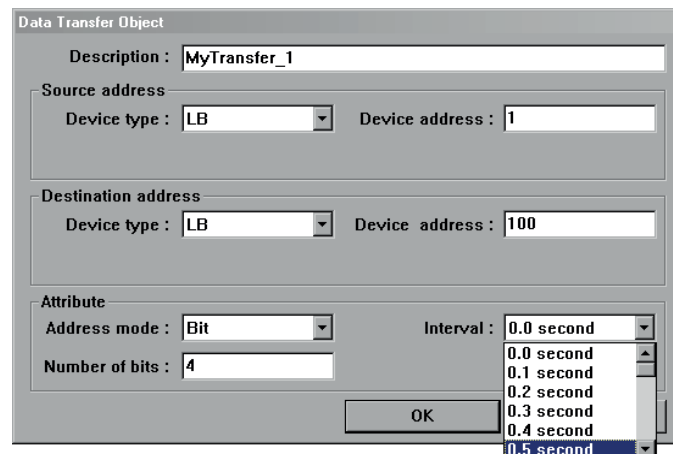 Data Transfer Object
Description : MyTransfer_1
Source address
Device type : LB Device address : 1
Destination address
Device type : LB Device address : 100
Attribute
Address mode : Bit Interval : 0.0 second
Number of bits : 4
0.0 second
0.1 second
0.2 second
0.3 second
0.4 second
0.5 second
OK